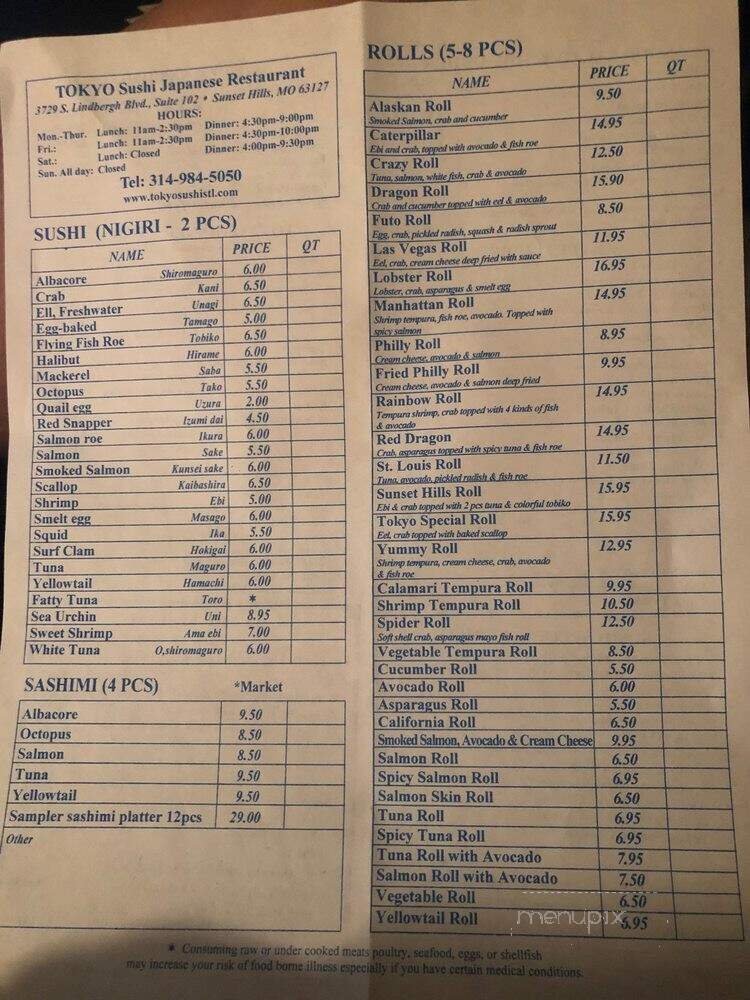 TOKYO Sushi Japanese Restaurant
3729 S. Lindbergh Blvd., Suite 102 • Sunset Hills, MO 63127
HOURS:
Mon.-Thur. Lunch: 11am-2:30pm Dinner: 4:30pm-9:00pm
Fri.: Lunch: 11am-2:30pm Dinner: 4:30pm-10:00pm
Sat.: Lunch: Closed Dinner: 4:00pm-9:30pm
Sun. All day: Closed
Tel: 314-984-5050
www.tokyosushistl.com
SUSHI (NIGIRI - 2 PCS)
NAME PRICE QT
Albacore Shiromaguro 6.00
Crab Kani 6.50
Ell, Freshwater Unagi 6.50
Egg-baked Tamago 5.00
Flying Fish Roe Tobiko 6.50
Halibut Hirame 6.00
Mackerel Saba 5.50
Octopus Tako 5.50
Quail egg Uzura 2.00
Red Snapper Izumi dai 4.50
Salmon roe Ikura 6.00
Salmon Sake 5.50
Smoked Salmon Kunsei sake 6.00
Scallop Kaibashira 6.50
Shrimp Ebi 5.00
Smelt egg Masago 6.00
Squid Ika 5.50
Surf Clam Hokigai 6.00
Tuna Maguro 6.00
Yellowtail Hamachi 6.00
Fatty Tuna Toro *
Sea Urchin Uni 8.95
Sweet Shrimp Ama ebi 7.00
White Tuna O,shiromaguro 6.00
SASHIMI (4 PCS) *Market
Albacore 9.50
Octopus 8.50
Salmon 8.50
Tuna 9.50
Yellowtail 9.50
Sampler sashimi platter 12pcs 29.00
Other
ROLLS (5-8 PCS)
NAME PRICE QT
Alaskan Roll 9.50
Smoked Salmon, crab and cucumber
Caterpillar 14.95
Ebi and crab, topped with avocado & fish roe
Crazy Roll 12.50
Tuna, salmon, white fish, crab & avocado
Dragon Roll 15.90
Crab and cucumber topped with eel & avocado
Futo Roll 8.50
Egg, crab, pickled radish, squash & radish sprout
Las Vegas Roll 11.95
Eel, crab, cream cheese deep fried with sauce
Lobster Roll 16.95
Lobster, crab, asparagus & smelt egg
Manhattan Roll 14.95
Shrimp tempura, fish roe, avocado. Topped with
spicy salmon
Philly Roll 8.95
Cream cheese, avocado & salmon
Fried Philly Roll 9.95
Cream cheese, avocado & salmon deep fried
Rainbow Roll 14.95
Tempura shrimp, crab topped with 4 kinds of fish
& avocado
Red Dragon 14.95
Crab, asparagus topped with spicy tuna & fish roe
St. Louis Roll 11.50
Tuna, avocado, pickled radish & fish roe
Sunset Hills Roll 15.95
Ebi & crab topped with 2 pcs tuna & colorful tobiko
Tokyo Special Roll 15.95
Eel, crab topped with baked scallop
Yummy Roll 12.95
Shrimp tempura, cream cheese, crab, avocado
& fish roe
Calamari Tempura Roll 9.95
Shrimp Tempura Roll 10.50
Spider Roll 12.50
Soft shell crab, asparagus mayo fish roll
Vegetable Tempura Roll 8.50
Cucumber Roll 5.50
Avocado Roll 6.00
Asparagus Roll 5.50
California Roll 6.50
Smoked Salmon, Avocado & Cream Cheese 9.95
Salmon Roll 6.50
Spicy Salmon Roll 6.95
Salmon Skin Roll 6.50
Tuna Roll 6.95
Spicy Tuna Roll 6.95
Tuna Roll with Avocado 7.95
Salmon Roll with Avocado 7.50
Vegetable Roll 6.50
Yellowtail Roll
menupix
* Consuming raw or under cooked meats poultry, seafood, eggs, or shellfish
may increase your risk of food borne illness especially if you have certain medical conditions.